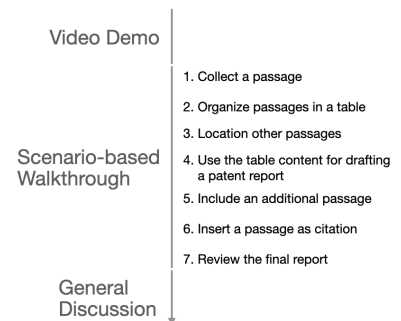 Video Demo
1. Collect a passage
2. Organize passages in a table
3. Location other passages
Scenario-based
Walkthrough
4. Use the table content for drafting
a patent report
5. Include an additional passage
6. Insert a passage as citation
7. Review the final report
General
Discussion